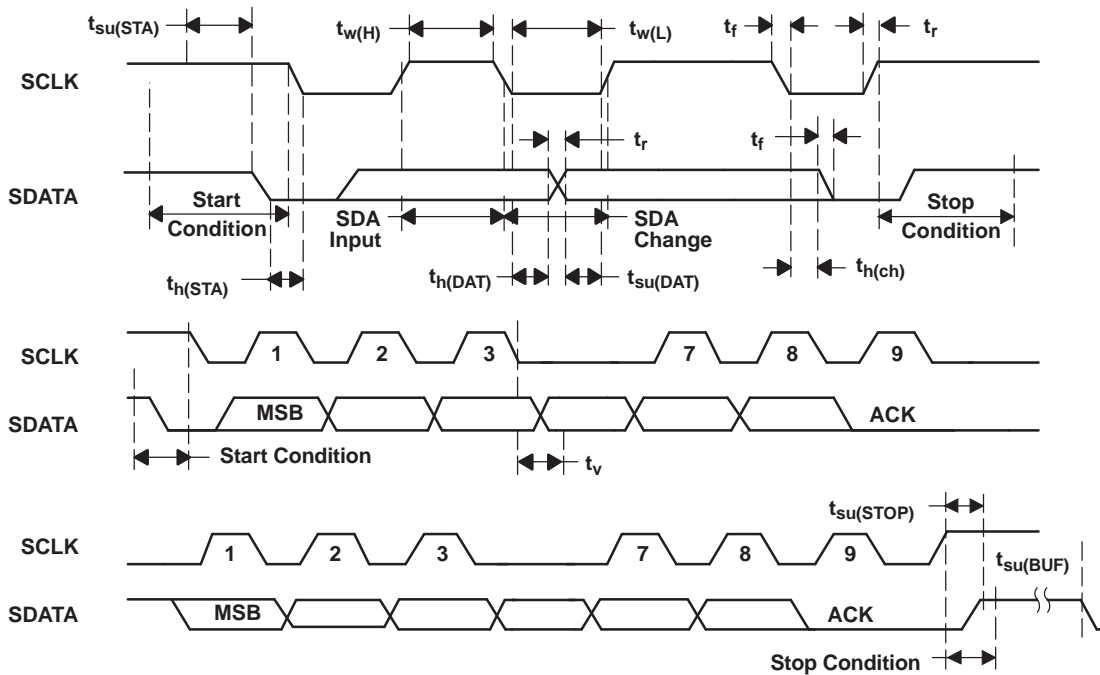 tsu(STA)
tw(H)
tw(L)
tf
tr
SCLK
tr
tf
SDATA
Start
Condition
SDA
Input
SDA
Change
Stop
Condition
th(STA)
th(DAT)
tsu(DAT)
th(ch)
SCLK
1
2
3
7
8
9
SDATA
MSB
ACK
Start Condition
tv
tsu(STOP)
SCLK
1
2
3
7
8
9
tsu(BUF)
SDATA
MSB
ACK
Stop Condition